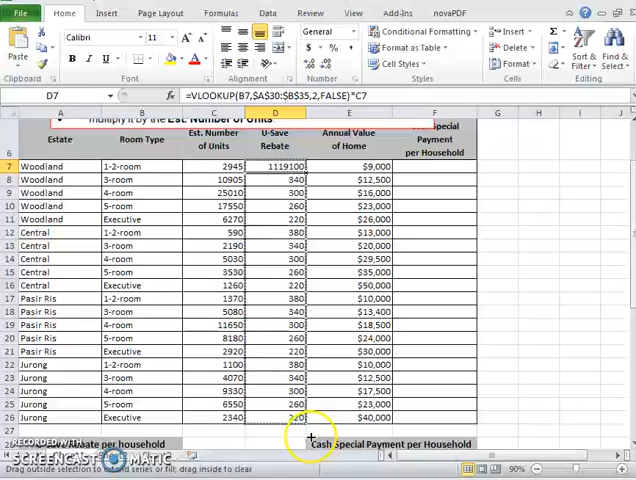 File Home Insert Page Layout Formulas Data Review View Add-Ins novaPDF
Calibri 11 General Conditional Formatting Insert
Paste Format as Table Delete
Cell Styles Format
D7 =VLOOKUP(B7,$A$30:$B$35,2,FALSE)*C7
A B C D E F G H I J
multiply it by the Est. Number of Units.
6 Estate Room Type Est. Number of Units U-Save Rebate Annual Value of Home Special Payment per Household
7 Woodland 1-2-room 2945 1119100 $9,000
8 Woodland 3-room 10905 340 $12,500
9 Woodland 4-room 25010 300 $16,000
10 Woodland 5-room 17550 260 $23,000
11 Woodland Executive 6270 220 $26,000
12 Central 1-2-room 590 380 $13,000
13 Central 3-room 2190 340 $20,000
14 Central 4-room 5030 300 $29,500
15 Central 5-room 3530 260 $35,000
16 Central Executive 1260 220 $50,000
17 Pasir Ris 1-2-room 1370 380 $10,000
18 Pasir Ris 3-room 5080 340 $13,400
19 Pasir Ris 4-room 11650 300 $18,500
20 Pasir Ris 5-room 8180 260 $24,000
21 Pasir Ris Executive 2920 220 $30,000
22 Jurong 1-2-room 1100 380 $10,000
23 Jurong 3-room 4070 340 $12,500
24 Jurong 4-room 9330 300 $17,500
25 Jurong 5-room 6550 260 $23,000
26 Jurong Executive 2340 220 $40,000
27
28 Rebate per household Cash Special Payment per Household
RECORDED WITH
SCREENCAST MATIC
Drag outside selection to extend series or fill; drag inside to clear 90%